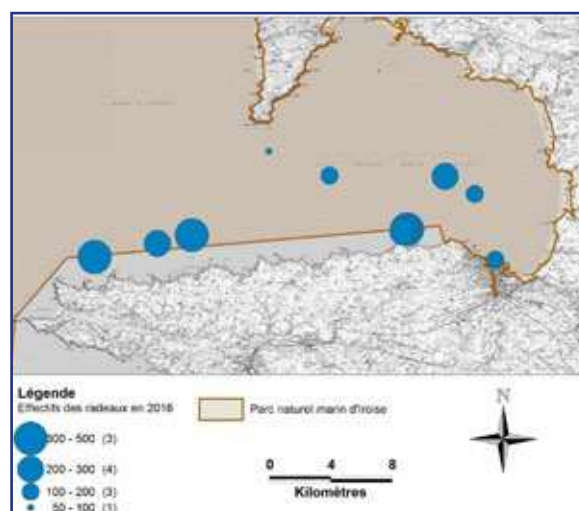 Légende
Effectifs des radeaux en 2016
300 - 500 (3)
200 - 300 (4)
100 - 200 (3)
50 - 100 (1)
Parc naturel marin d'Iroise
N
0 4 8
Kilomètres